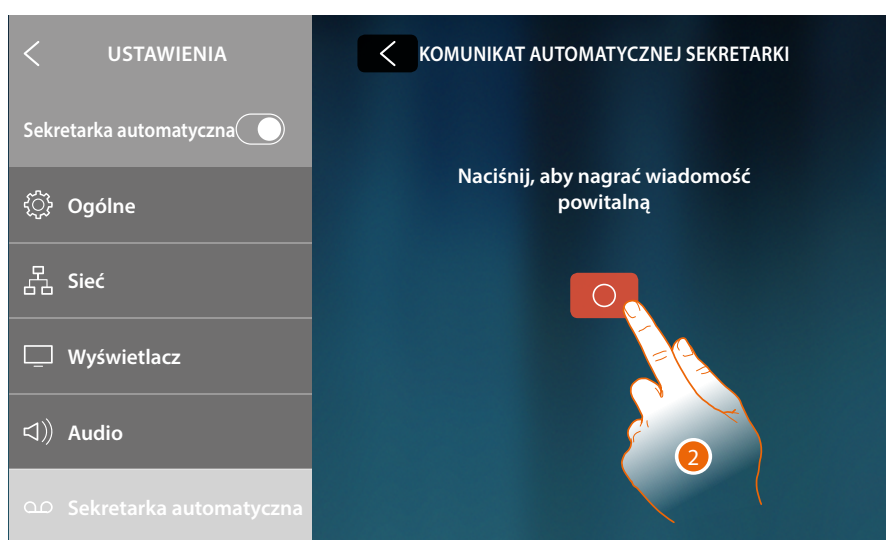 USTAWIENIA
Sekretarka automatyczna
Ogólne
Sieć
Wyświetlacz
Audio
Sekretarka automatyczna
KOMUNIKAT AUTOMATYCZNEJ SEKRETARKI
Naciśnij, aby nagrać wiadomość
powitalną
2